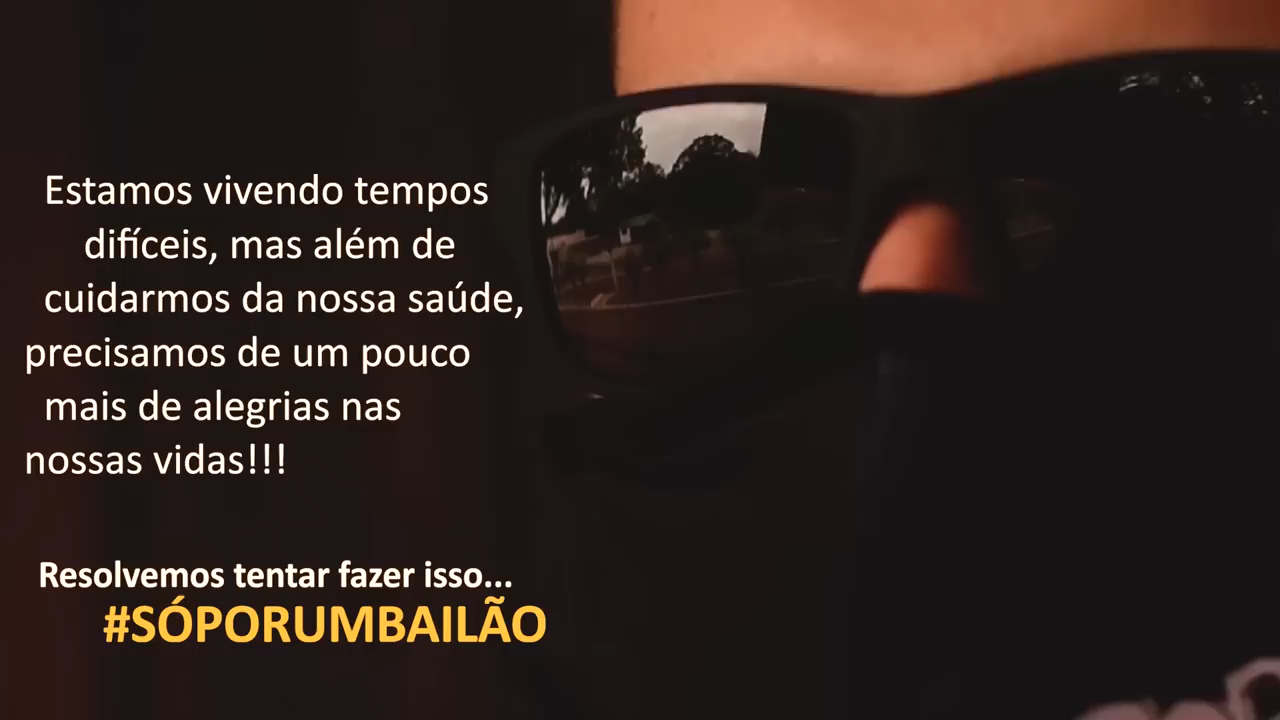 Estamos vivendo tempos
difíceis, mas além de
cuidarmos da nossa saúde,
precisamos de um pouco
mais de alegrias nas
nossas vidas!!!
Resolvemos tentar fazer isso...
#SÓPORUMBAILÃO